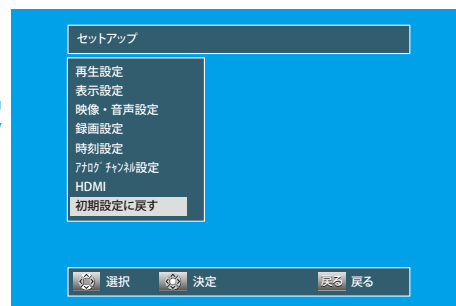 セットアップ
再生設定
表示設定
映像・音声設定
録画設定
時刻設定
ｱﾅﾛｸﾞ ﾁｬﾝﾈﾙ設定
HDMI
初期設定に戻す
選択 決定 戻る 戻る